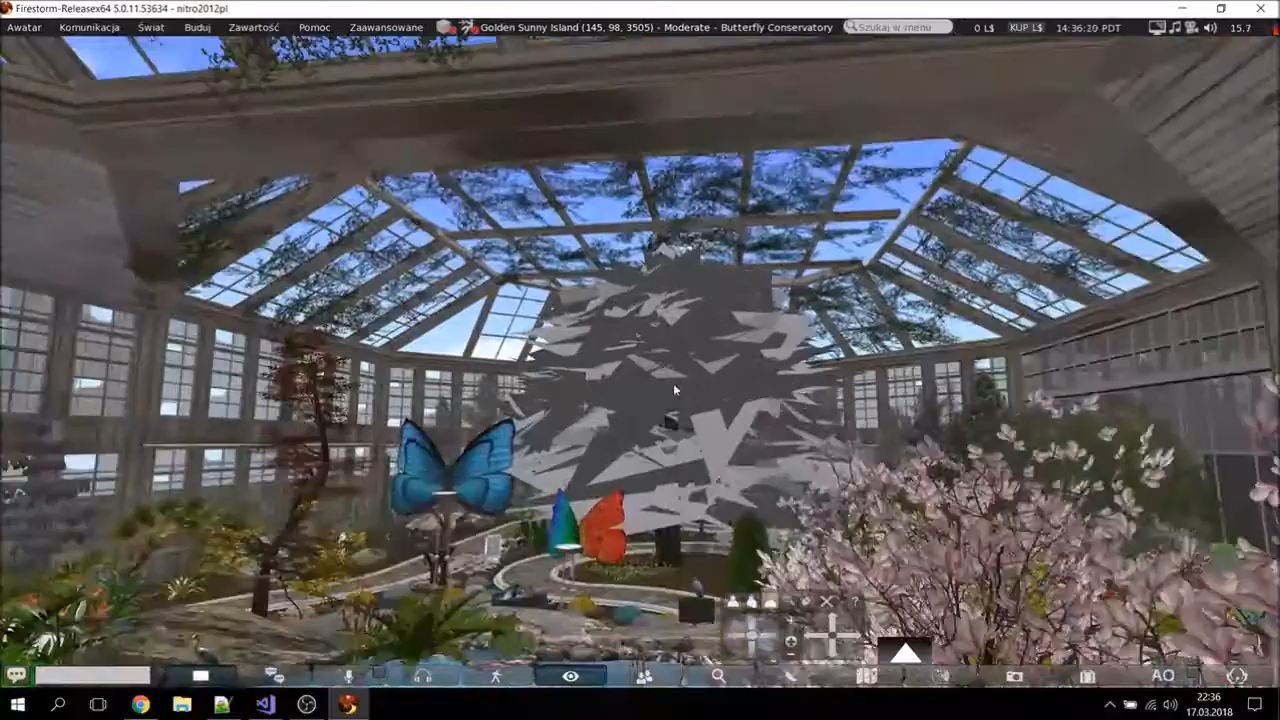 Firestorm-Releasex64 5.0.11.53634 - nitro2012pl
Awatar Komunikacja Świat Buduj Zawartość Pomoc Zaawansowane Golden Sunny Island (145, 98, 3505) - Moderate - Butterfly Conservatory Szukaj w menu 0 L$ KUP L$ 14:36:20 PDT 15.7
AO
22:36
17.03.2018